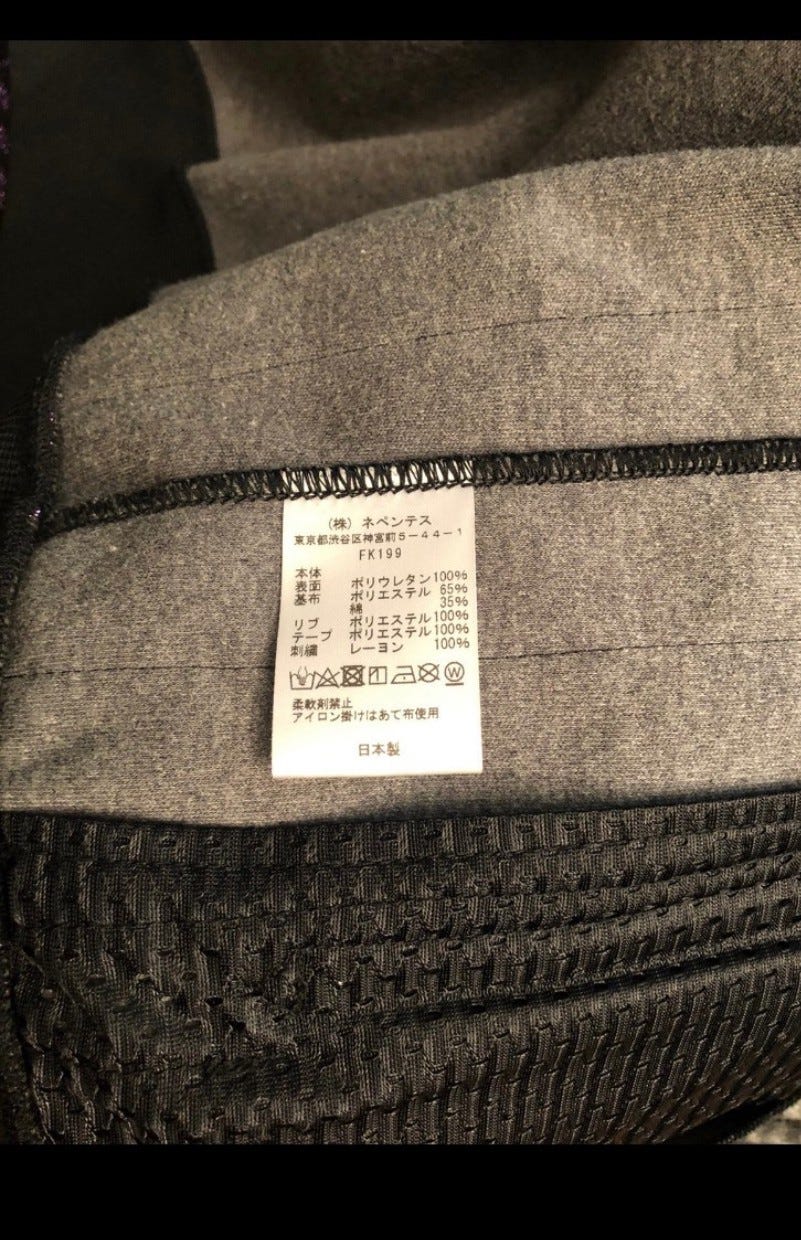 (株) ネペンテス
東京都渋谷区神宮前5-44-1
FK199
本体
表面 ポリウレタン100%
基布 ポリエステル 65%
綿 35%
リブ ポリエステル100%
テープ ポリエステル100%
刺繍 レーヨン 100%
W
柔軟剤禁止
アイロン掛けはあて布使用
日本製